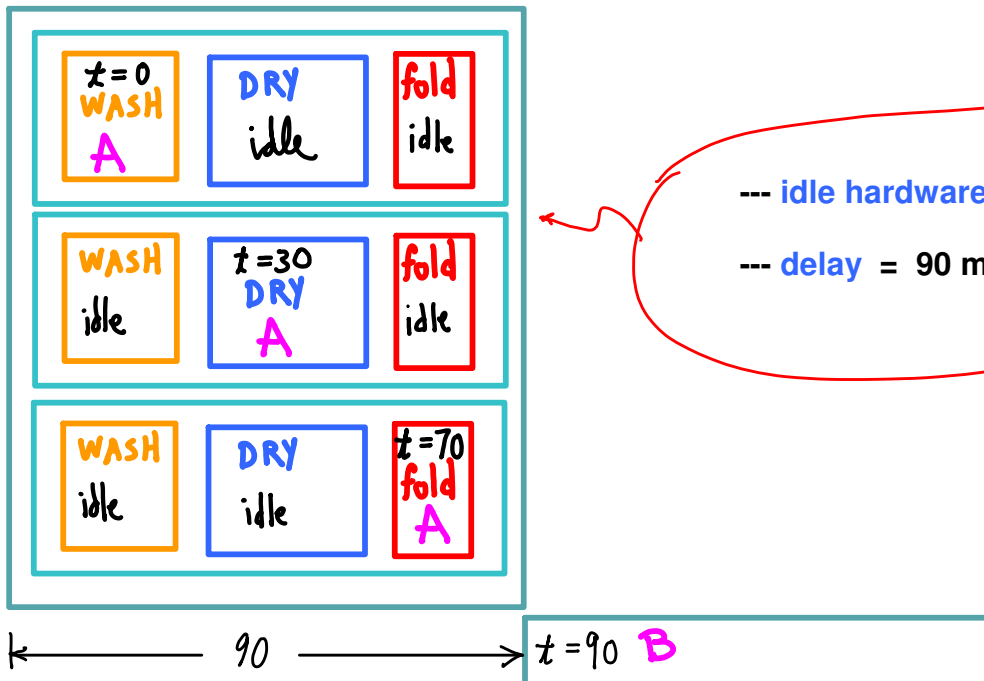 t=0
WASH
A
DRY
idle
fold
idle
WASH
idle
t=30
DRY
A
fold
idle
WASH
idle
DRY
idle
t=70
fold
A
--- idle hardware
--- delay = 90 m
90
t=90 B